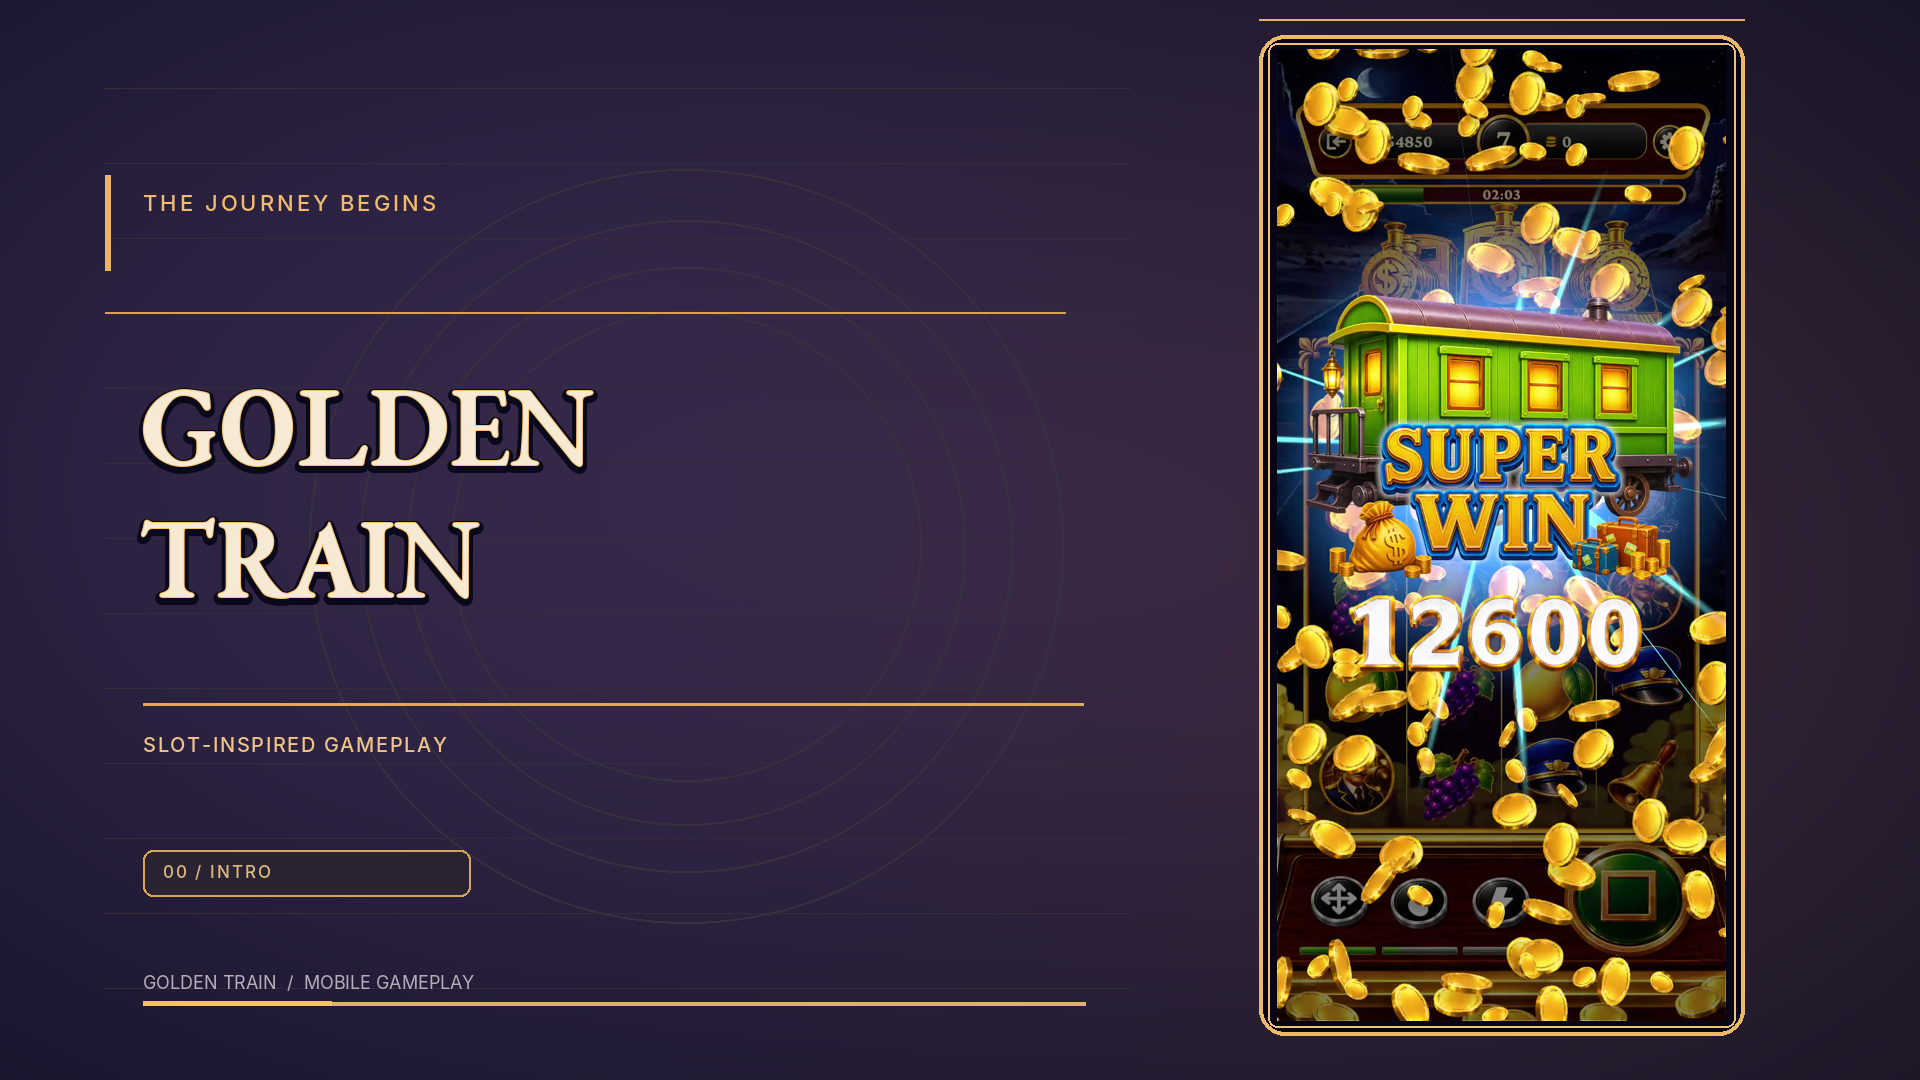 THE JOURNEY BEGINS
GOLDEN
TRAIN
SLOT-INSPIRED GAMEPLAY
00 / INTRO
GOLDEN TRAIN / MOBILE GAMEPLAY
4850
7
0
02:03
SUPER
WIN
12600